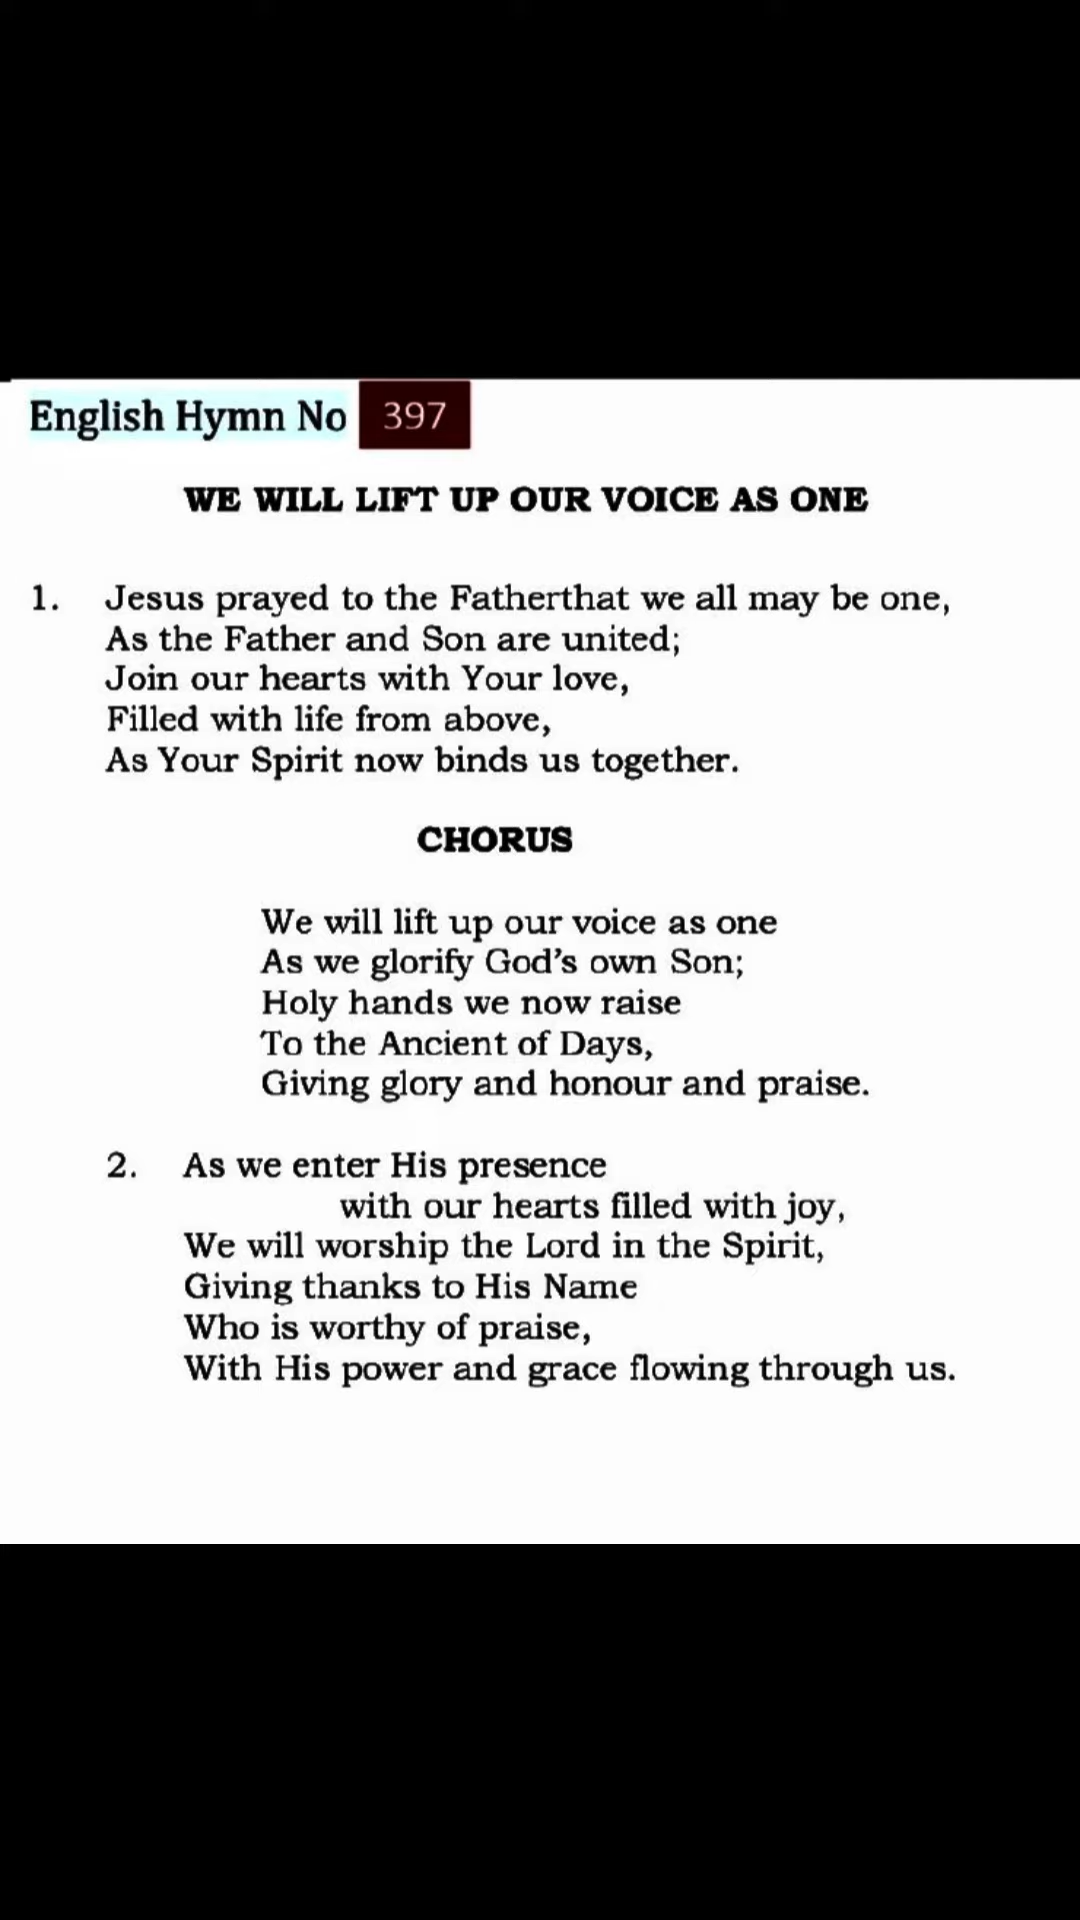 English Hymn No 397
WE WILL LIFT UP OUR VOICE AS ONE
1. Jesus prayed to the Fatherthat we all may be one,
As the Father and Son are united;
Join our hearts with Your love,
Filled with life from above,
As Your Spirit now binds us together.
CHORUS
We will lift up our voice as one
As we glorify God's own Son;
Holy hands we now raise
To the Ancient of Days,
Giving glory and honour and praise.
2. As we enter His presence
with our hearts filled with joy,
We will worship the Lord in the Spirit,
Giving thanks to His Name
Who is worthy of praise,
With His power and grace flowing through us.